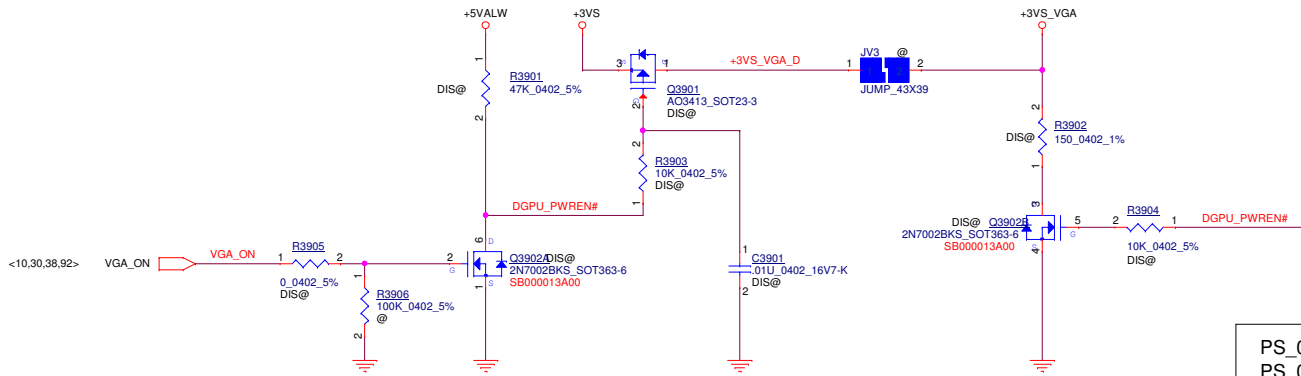 +5VALW
+3VS
+3VS_VGA
1
R3901
47K_0402_5%
DIS@
2
3
S
D
1
G
2
Q3901
AO3413_SOT23-3
DIS@
+3VS_VGA_D
JV3
@
1
1
2
2
JUMP_43X39
2
R3902
150_0402_1%
DIS@
1
2
R3903
10K_0402_5%
DIS@
1
DGPU_PWREN#
<10,30,38,92>
VGA_ON
VGA_ON
R3905
1
2
0_0402_5%
DIS@
1
R3906
100K_0402_5%
@
2
6
D
2
G
S
1
Q3902A
DIS@
2N7002BKS_SOT363-6
SB000013A00
1
C3901
.01U_0402_16V7-K
DIS@
2
3
DIS@
Q3902B
2N7002BKS_SOT363-6
SB000013A00
5
G
S
4
R3904
2
1
10K_0402_5%
DIS@
DGPU_PWREN#